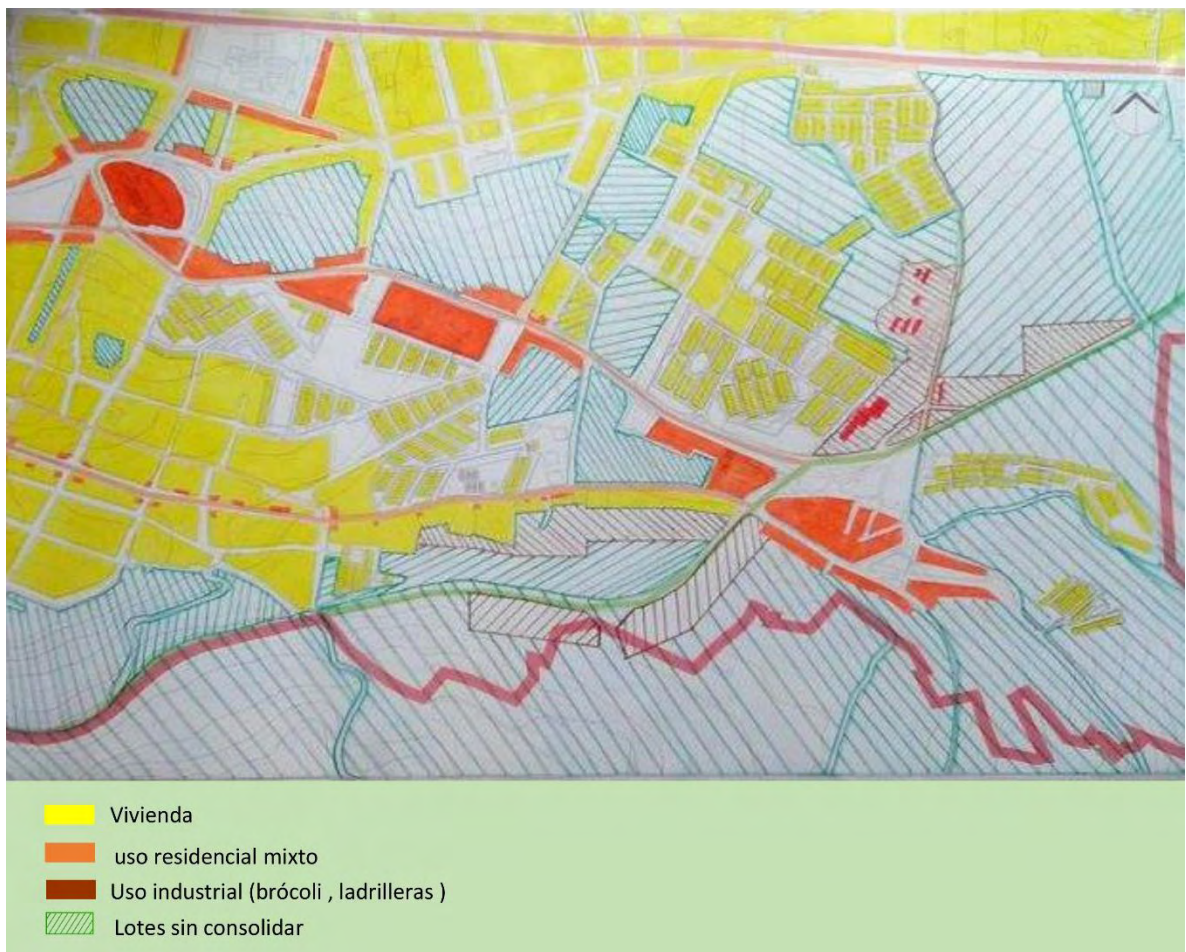 Vivienda
uso residencial mixto
Uso industrial (brócoli , ladrilleras )
Lotes sin consolidar